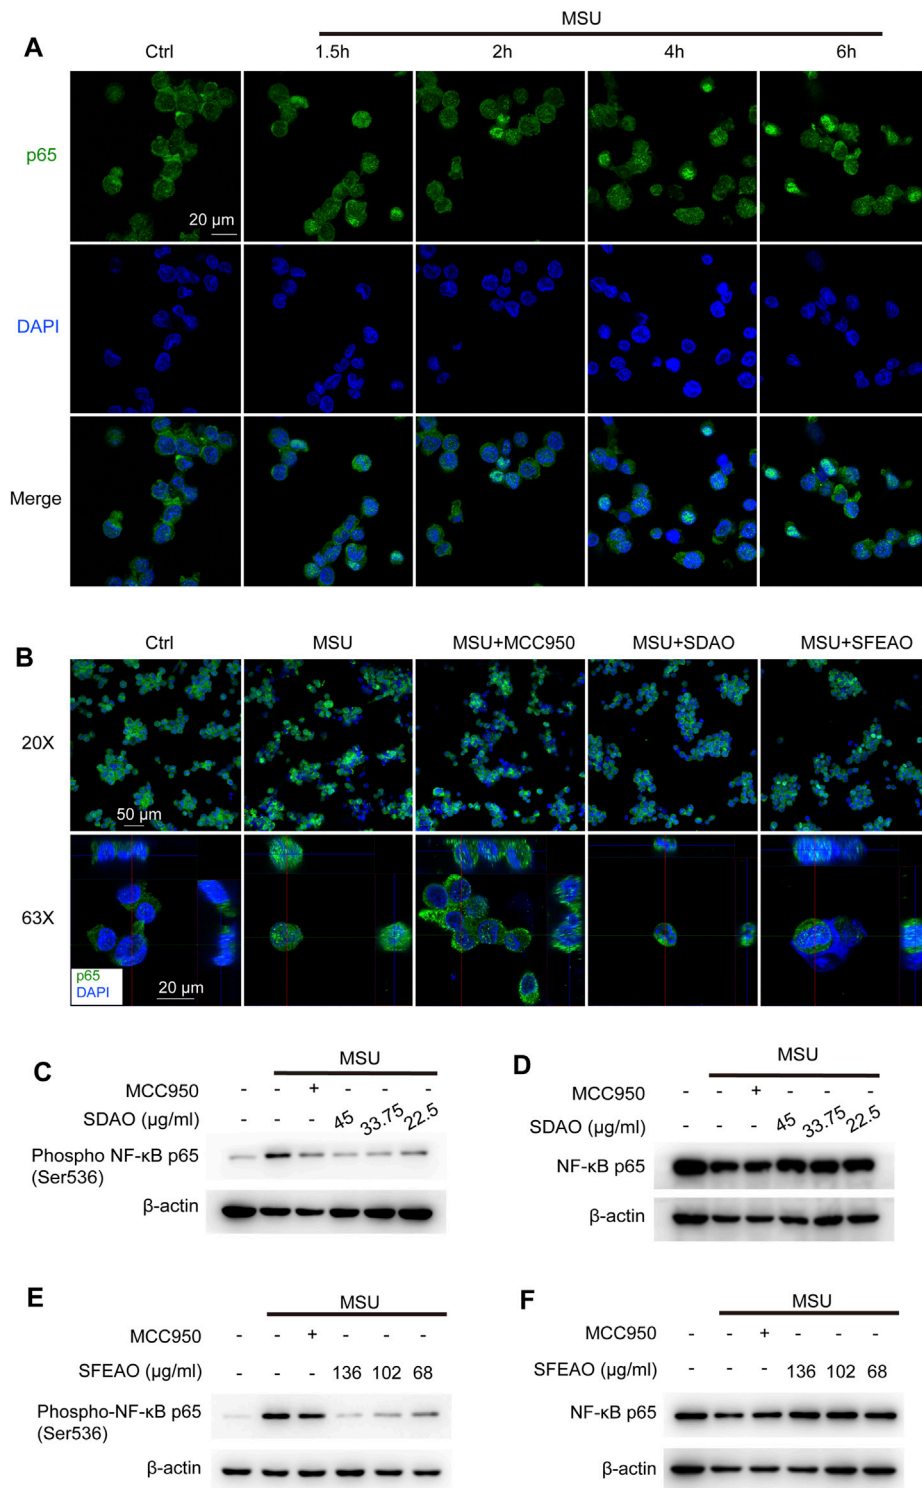 MSU
A
Ctrl 1.5h 2h 4h 6h
p65
20 μm
DAPI
Merge
B
Ctrl MSU MSU+MCC950 MSU+SDAO MSU+SFEAO
20X
50 μm
63X
p65
DAPI
20 μm
C
MSU
MCC950 - - + - - -
SDAO (μg/ml) - - - 45 33.75 22.5
Phospho NF-κB p65
(Ser536)
β-actin
D
MSU
MCC950 - - + - - -
SDAO (μg/ml) - - - 45 33.75 22.5
NF-κB p65
β-actin
E
MSU
MCC950 - - + - - -
SFEAO (μg/ml) - - - 136 102 68
Phospho-NF-κB p65
(Ser536)
β-actin
F
MSU
MCC950 - - + - - -
SFEAO (μg/ml) - - - 136 102 68
NF-κB p65
β-actin